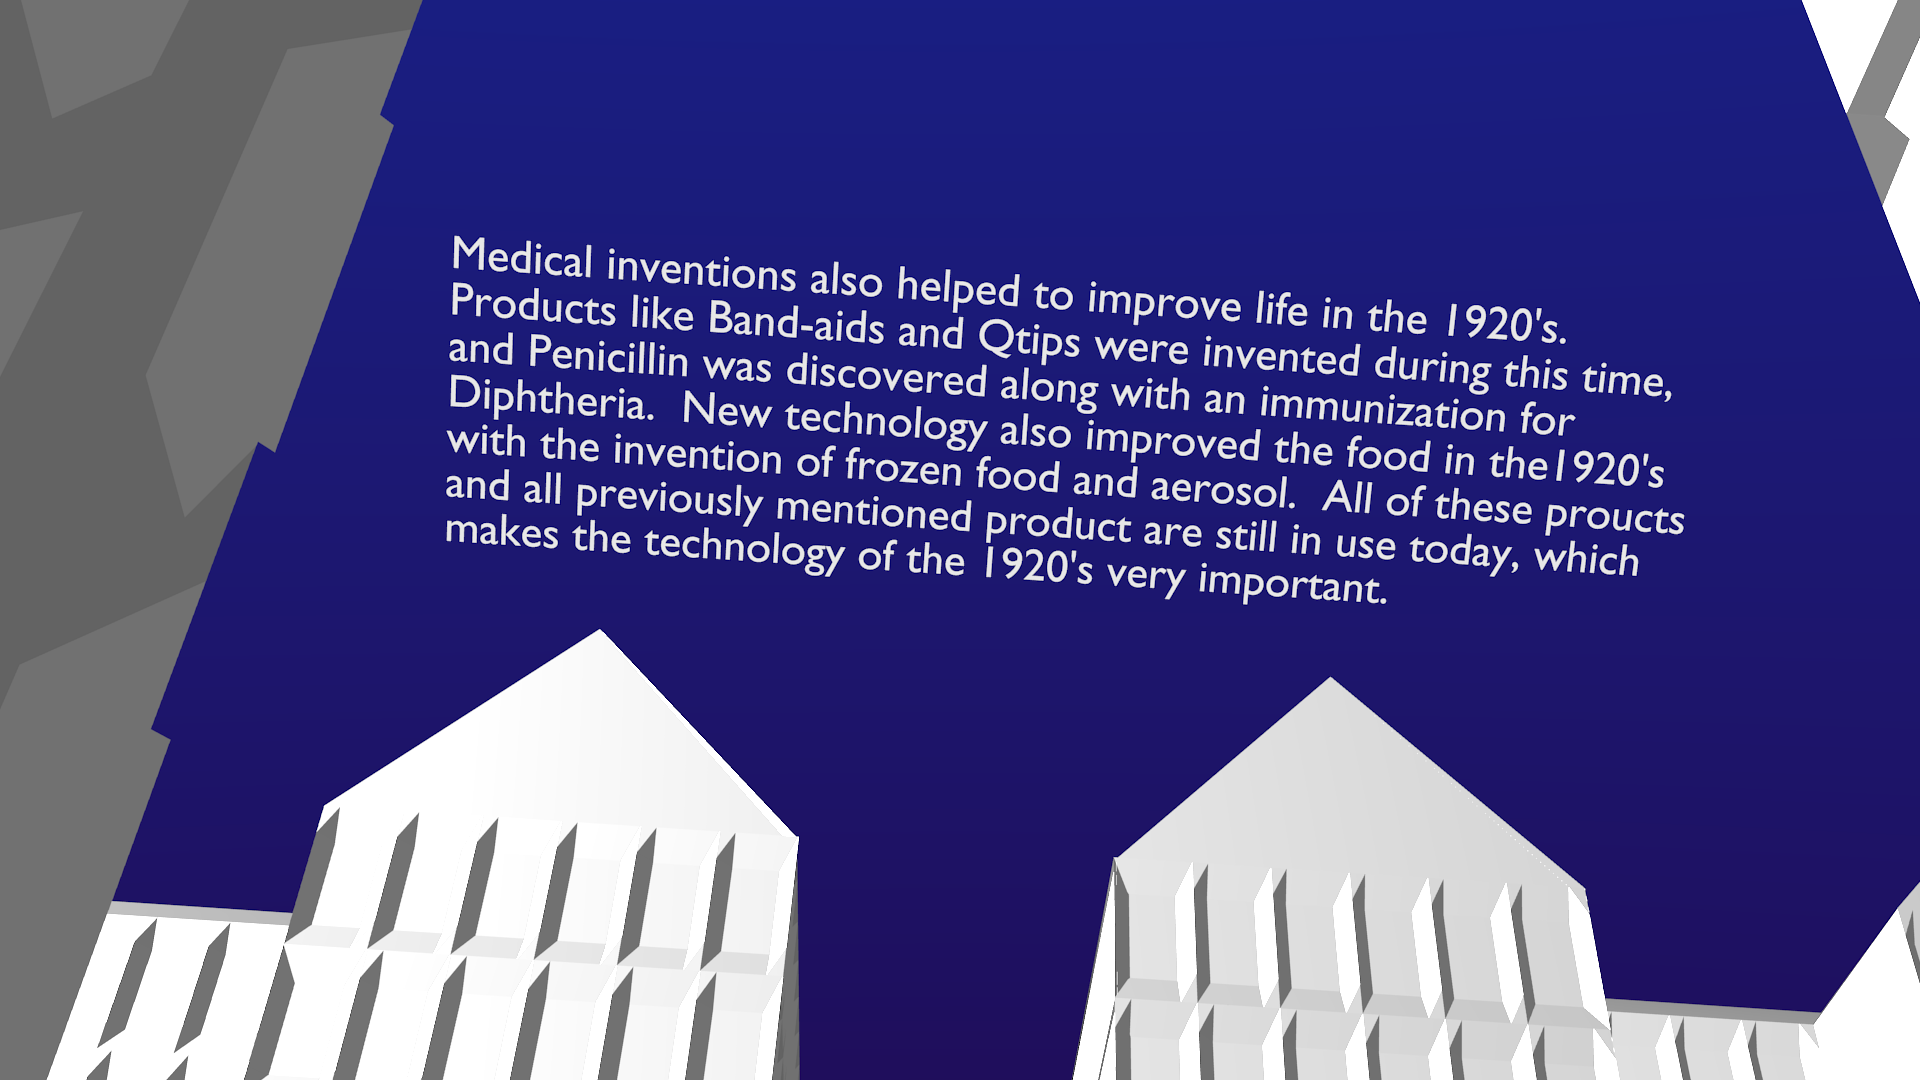 Medical inventions also helped to improve life in the 1920's.
Products like Band-aids and Qtips were invented during this time,
and Penicillin was discovered along with an immunization for
Diphtheria.  New technology also improved the food in the1920's
with the invention of frozen food and aerosol.  All of these proucts
and all previously mentioned product are still in use today, which
makes the technology of the 1920's very important.